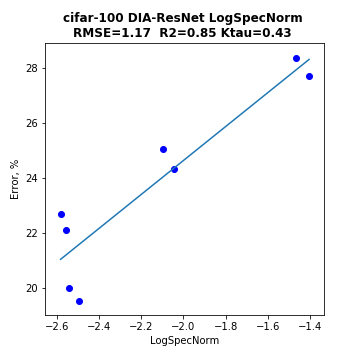 cifar-100 DIA-ResNet LogSpecNorm
RMSE=1.17 R2=0.85 Ktau=0.43
28
26
24
22
20
Error, %
−2.6 −2.4 −2.2 −2.0 −1.8 −1.6 −1.4
LogSpecNorm